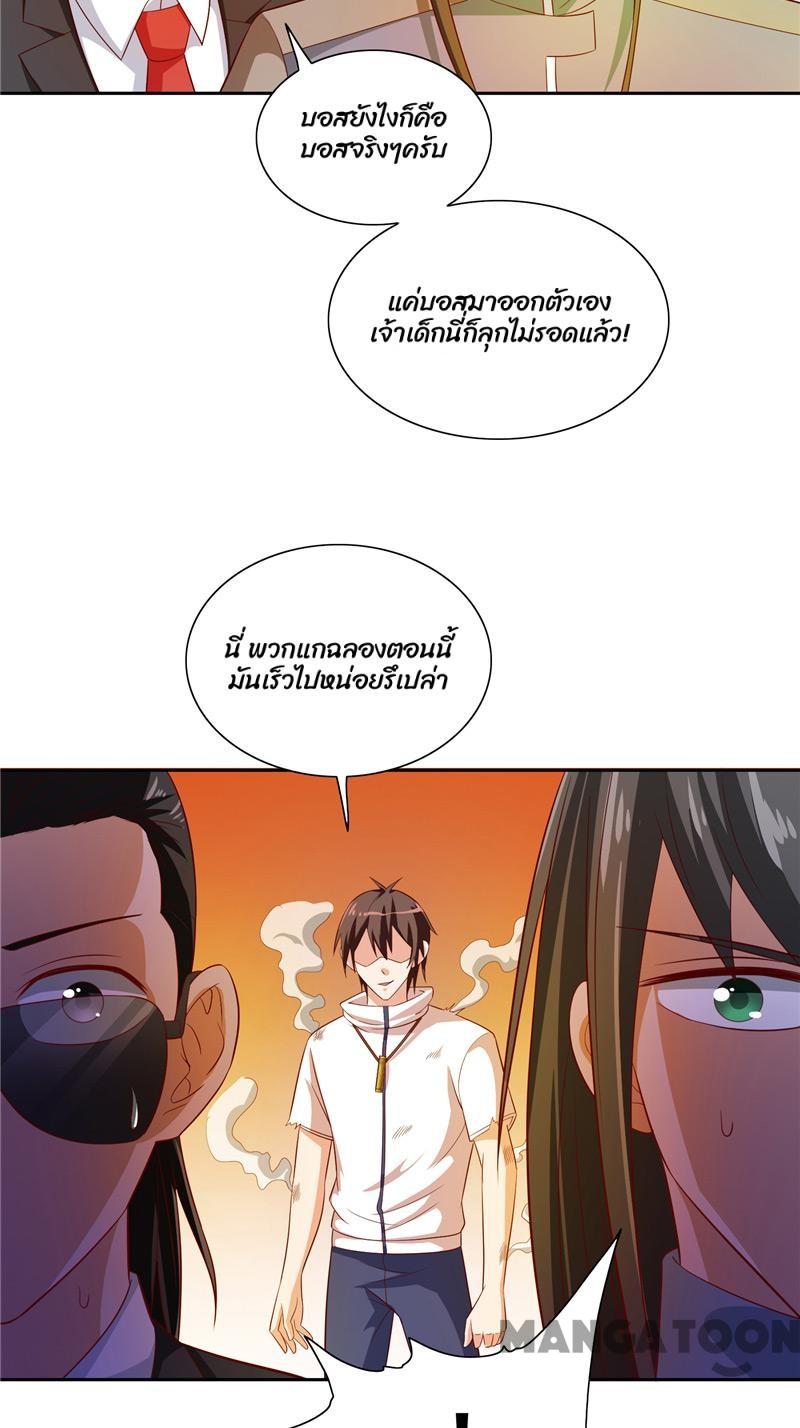 บอสยังไงก็คือ
บอสจริงๆครับ
แค่บอสมาออกตัวเอง
เจ้าเด็กนี่ก็ลุกไม่รอดแล้ว!
นี่ พวกแกฉลองตอนนี้
มันเร็วไปหน่อยรึเปล่า
MANGATOON